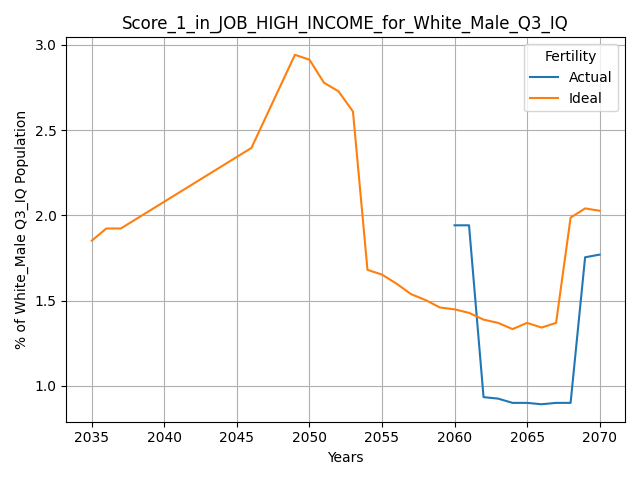 Score_1_in_JOB_HIGH_INCOME_for_White_Male_Q3_IQ
Fertility
Actual
Ideal
% of White_Male Q3_IQ Population
3.0
2.5
2.0
1.5
1.0
2035 2040 2045 2050 2055 2060 2065 2070
Years